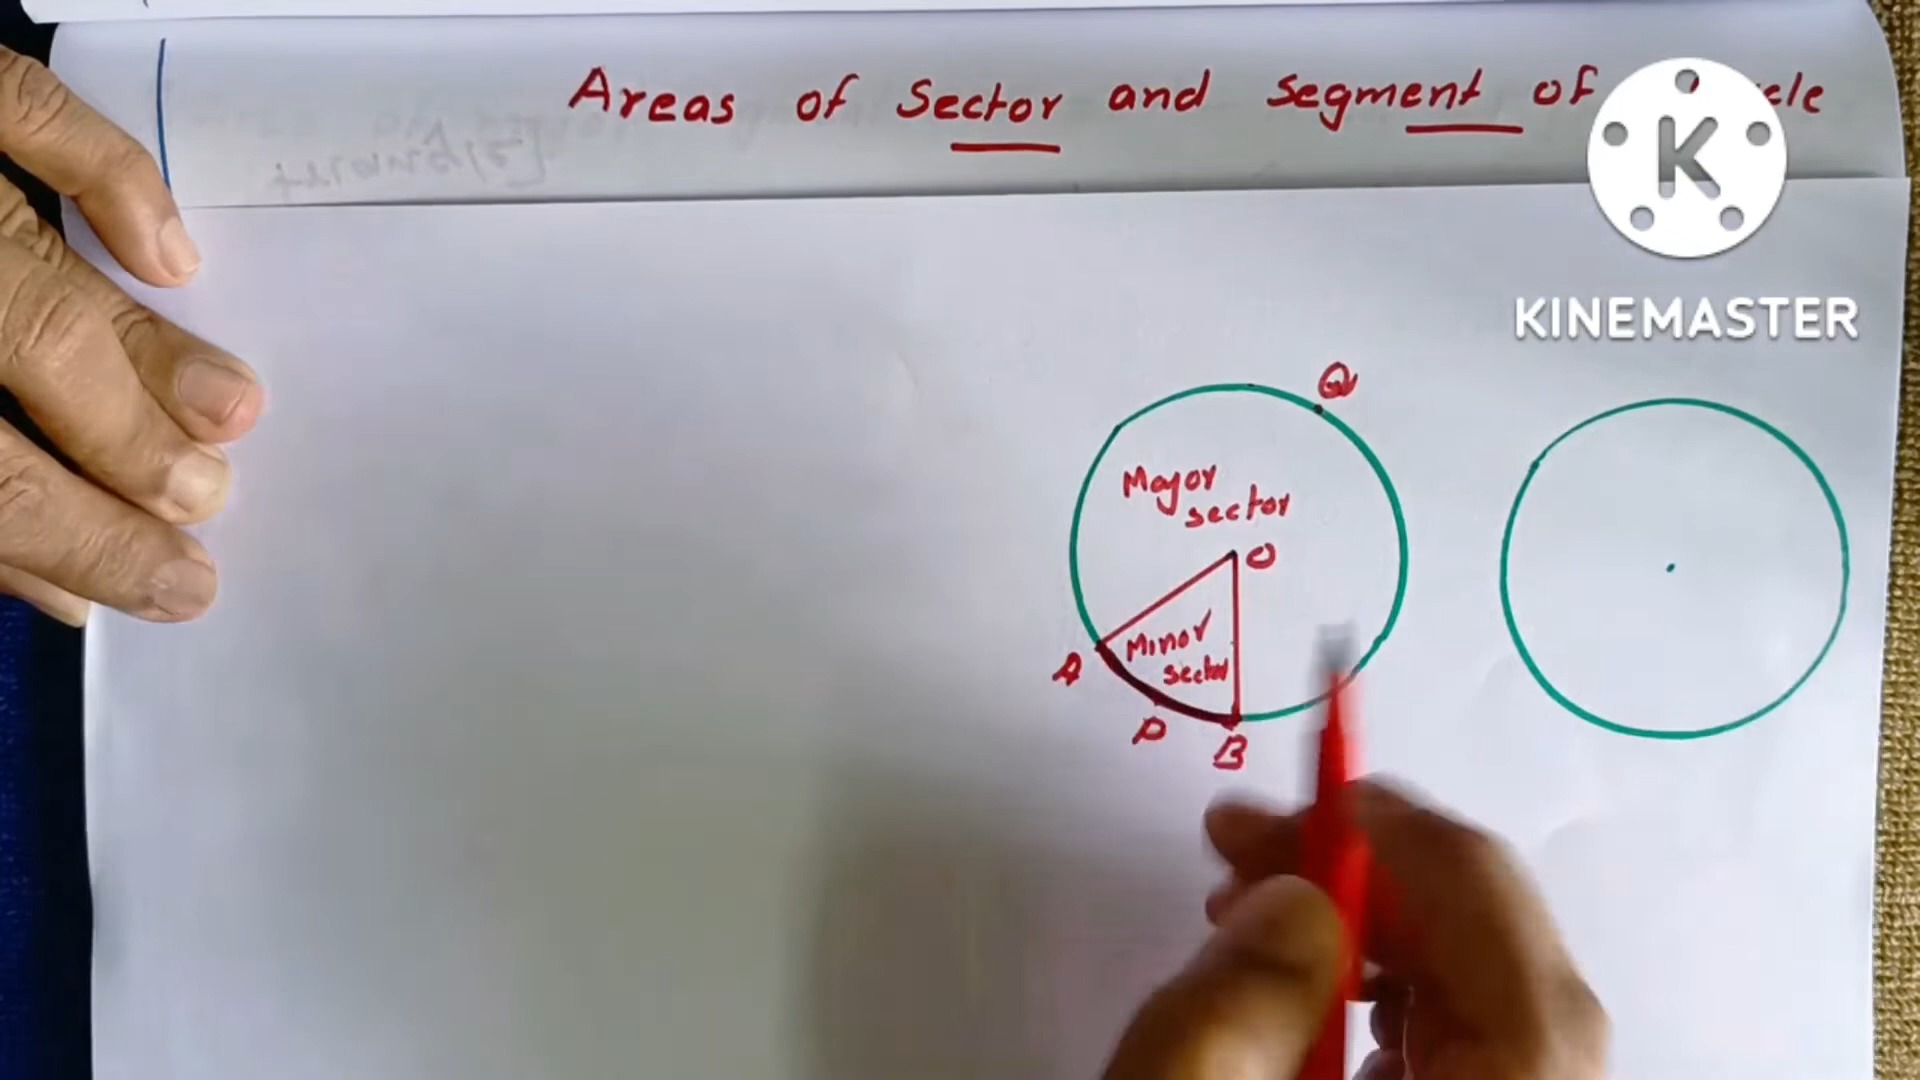 Areas of Sector and Segment of
K
KINEMASTER
Q
Major
sector
O
Minor
sector
A
P
B